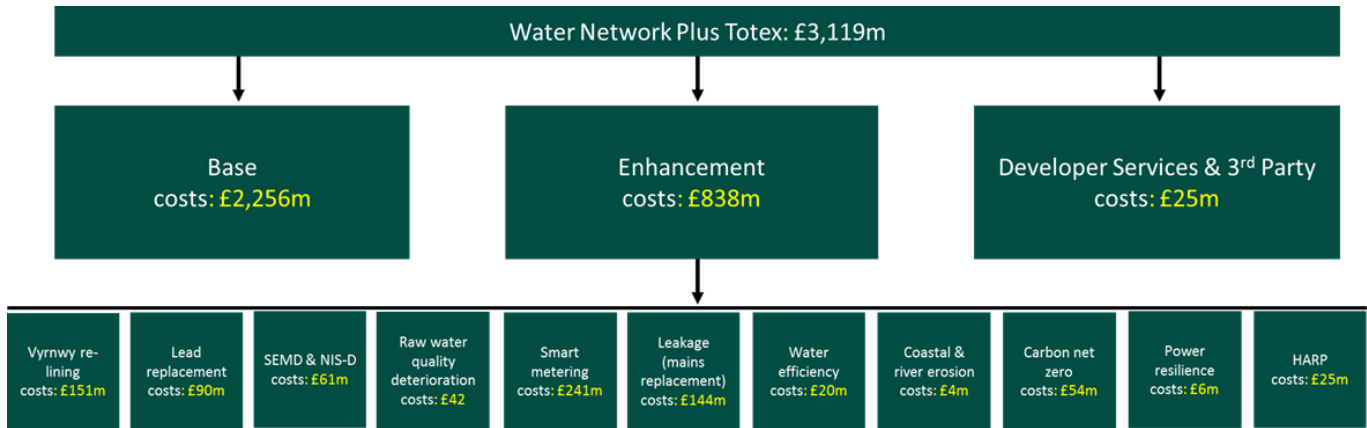 Water Network Plus Totex: £3,119m
Base
costs: £2,256m
Enhancement
costs: £838m
Developer Services & 3rd Party
costs: £25m
Vyrnwy re-
lining
costs: £151m
Lead
replacement
costs: £90m
SEMD & NIS-D
costs: £61m
Raw water
quality
deterioration
costs: £42
Smart
metering
costs: £241m
Leakage
(mains
replacement)
costs: £144m
Water
efficiency
costs: £20m
Coastal &
river erosion
costs: £4m
Carbon net
zero
costs: £54m
Power
resilience
costs: £6m
HARP
costs: £25m